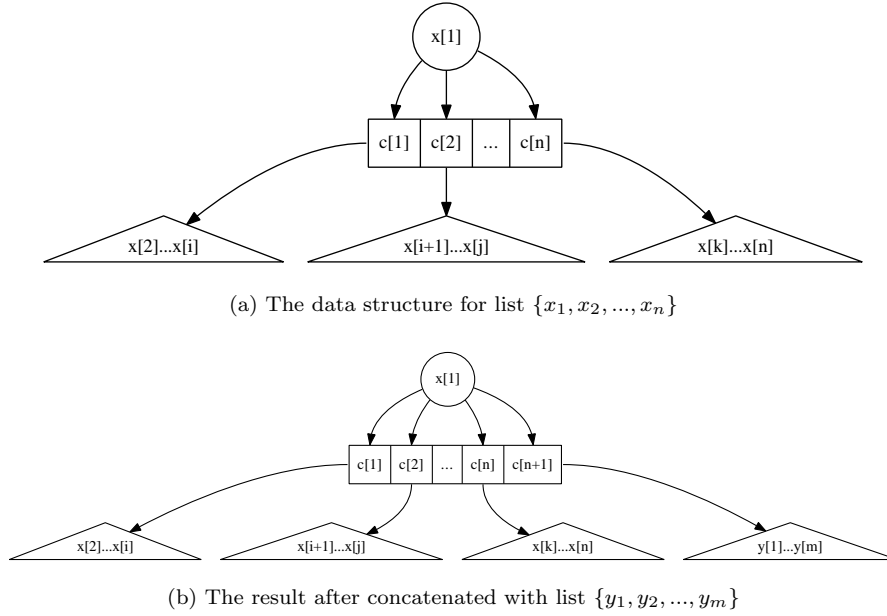 x[1]
c[1] c[2] ... c[n]
x[2]...x[i] x[i+1]...x[j] x[k]...x[n]
(a) The data structure for list {x₁, x₂, ..., xₙ}
x[1]
c[1] c[2] ... c[n] c[n+1]
x[2]...x[i] x[i+1]...x[j] x[k]...x[n] y[1]...y[m]
(b) The result after concatenated with list {y₁, y₂, ..., yₘ}